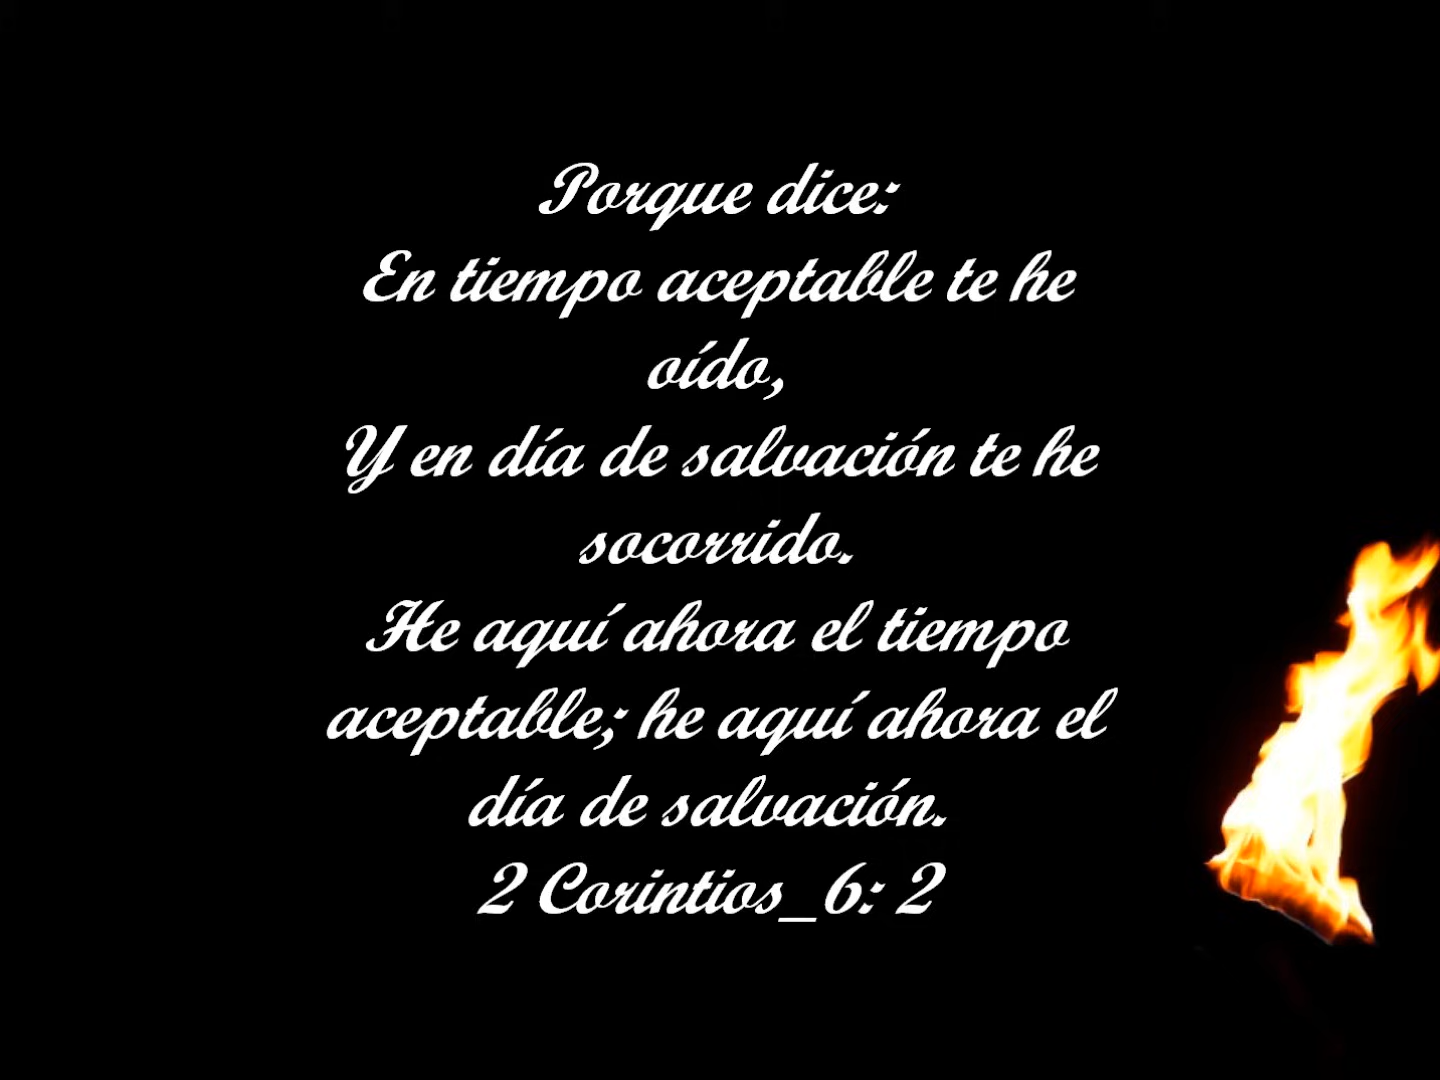 Porque dice:
En tiempo aceptable te he
oído,
Y en día de salvación te he
socorrido.
He aquí ahora el tiempo
aceptable; he aquí ahora el
día de salvación.
2 Corintios_6: 2